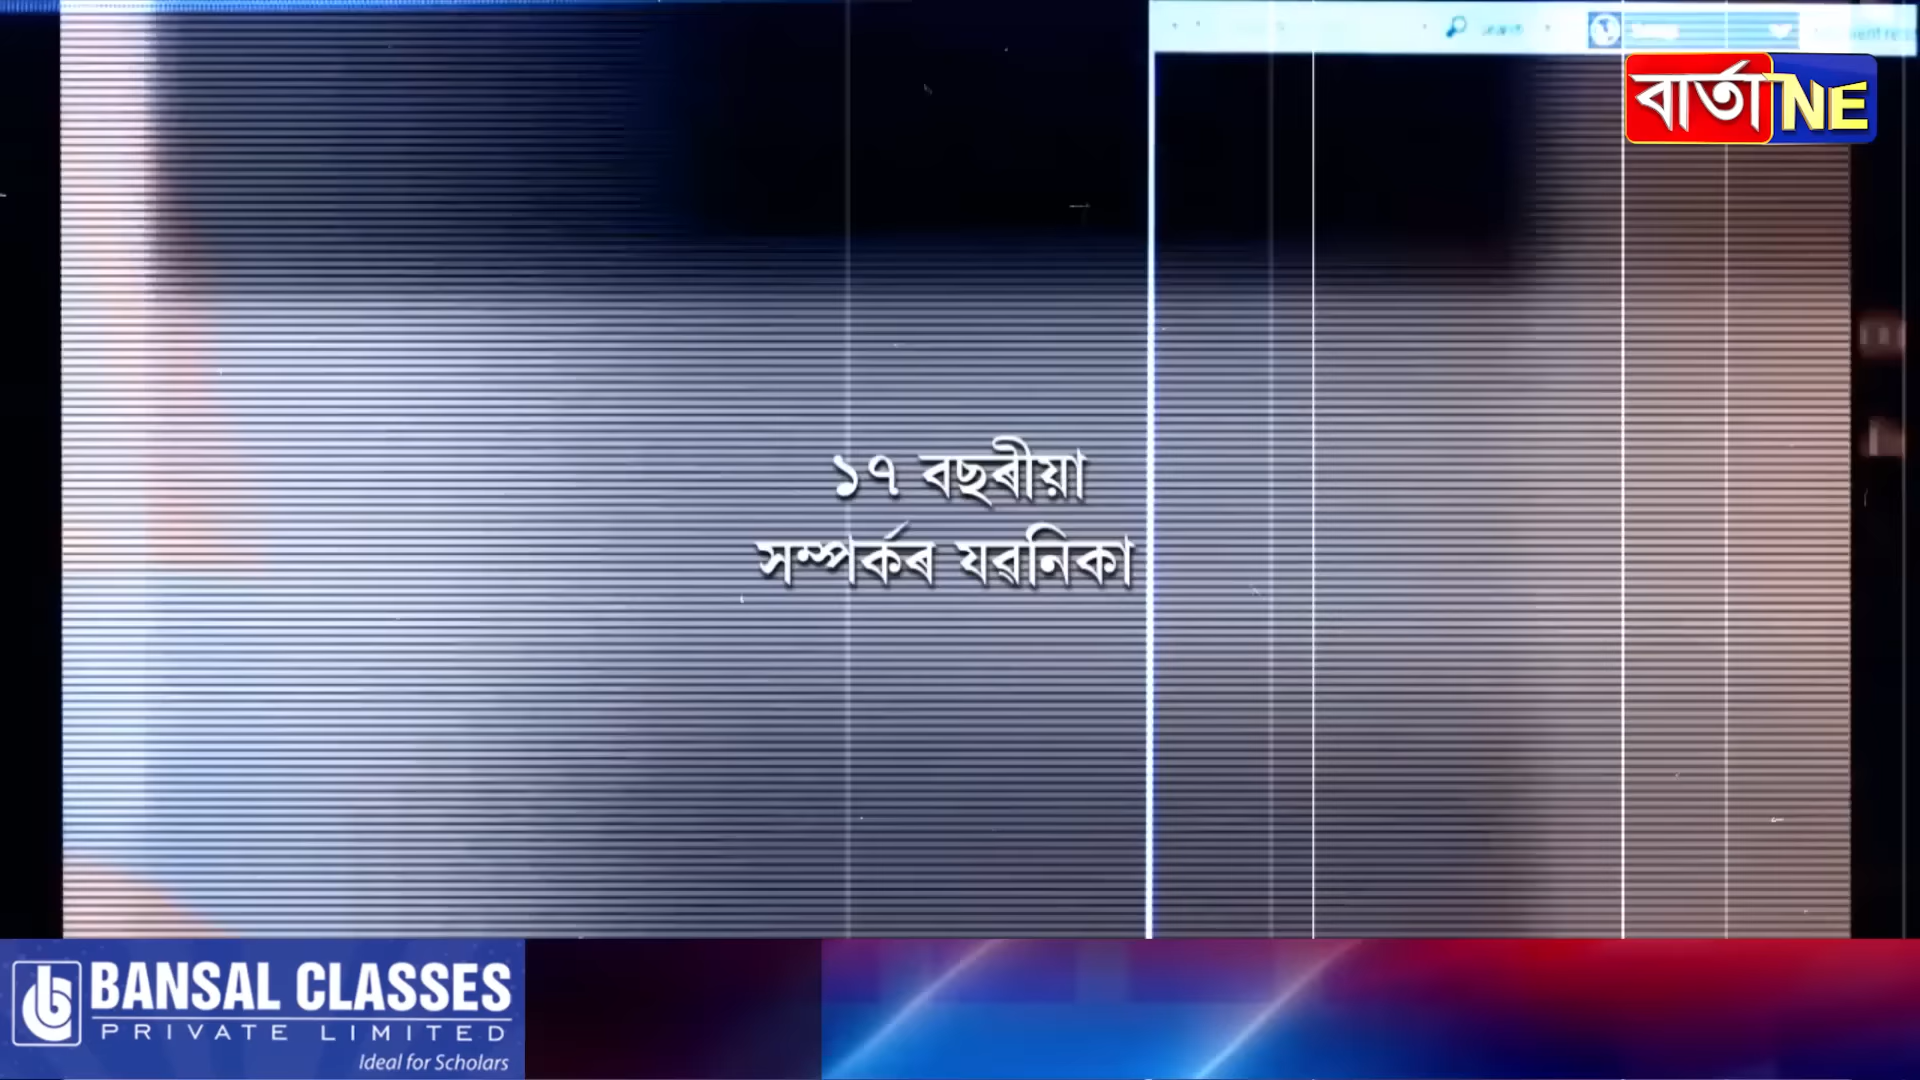 বাৰ্তা NE
১৭ বছৰীয়া
সম্পৰ্কৰ যৱনিকা
BANSAL CLASSES
PRIVATE LIMITED
Ideal for Scholars